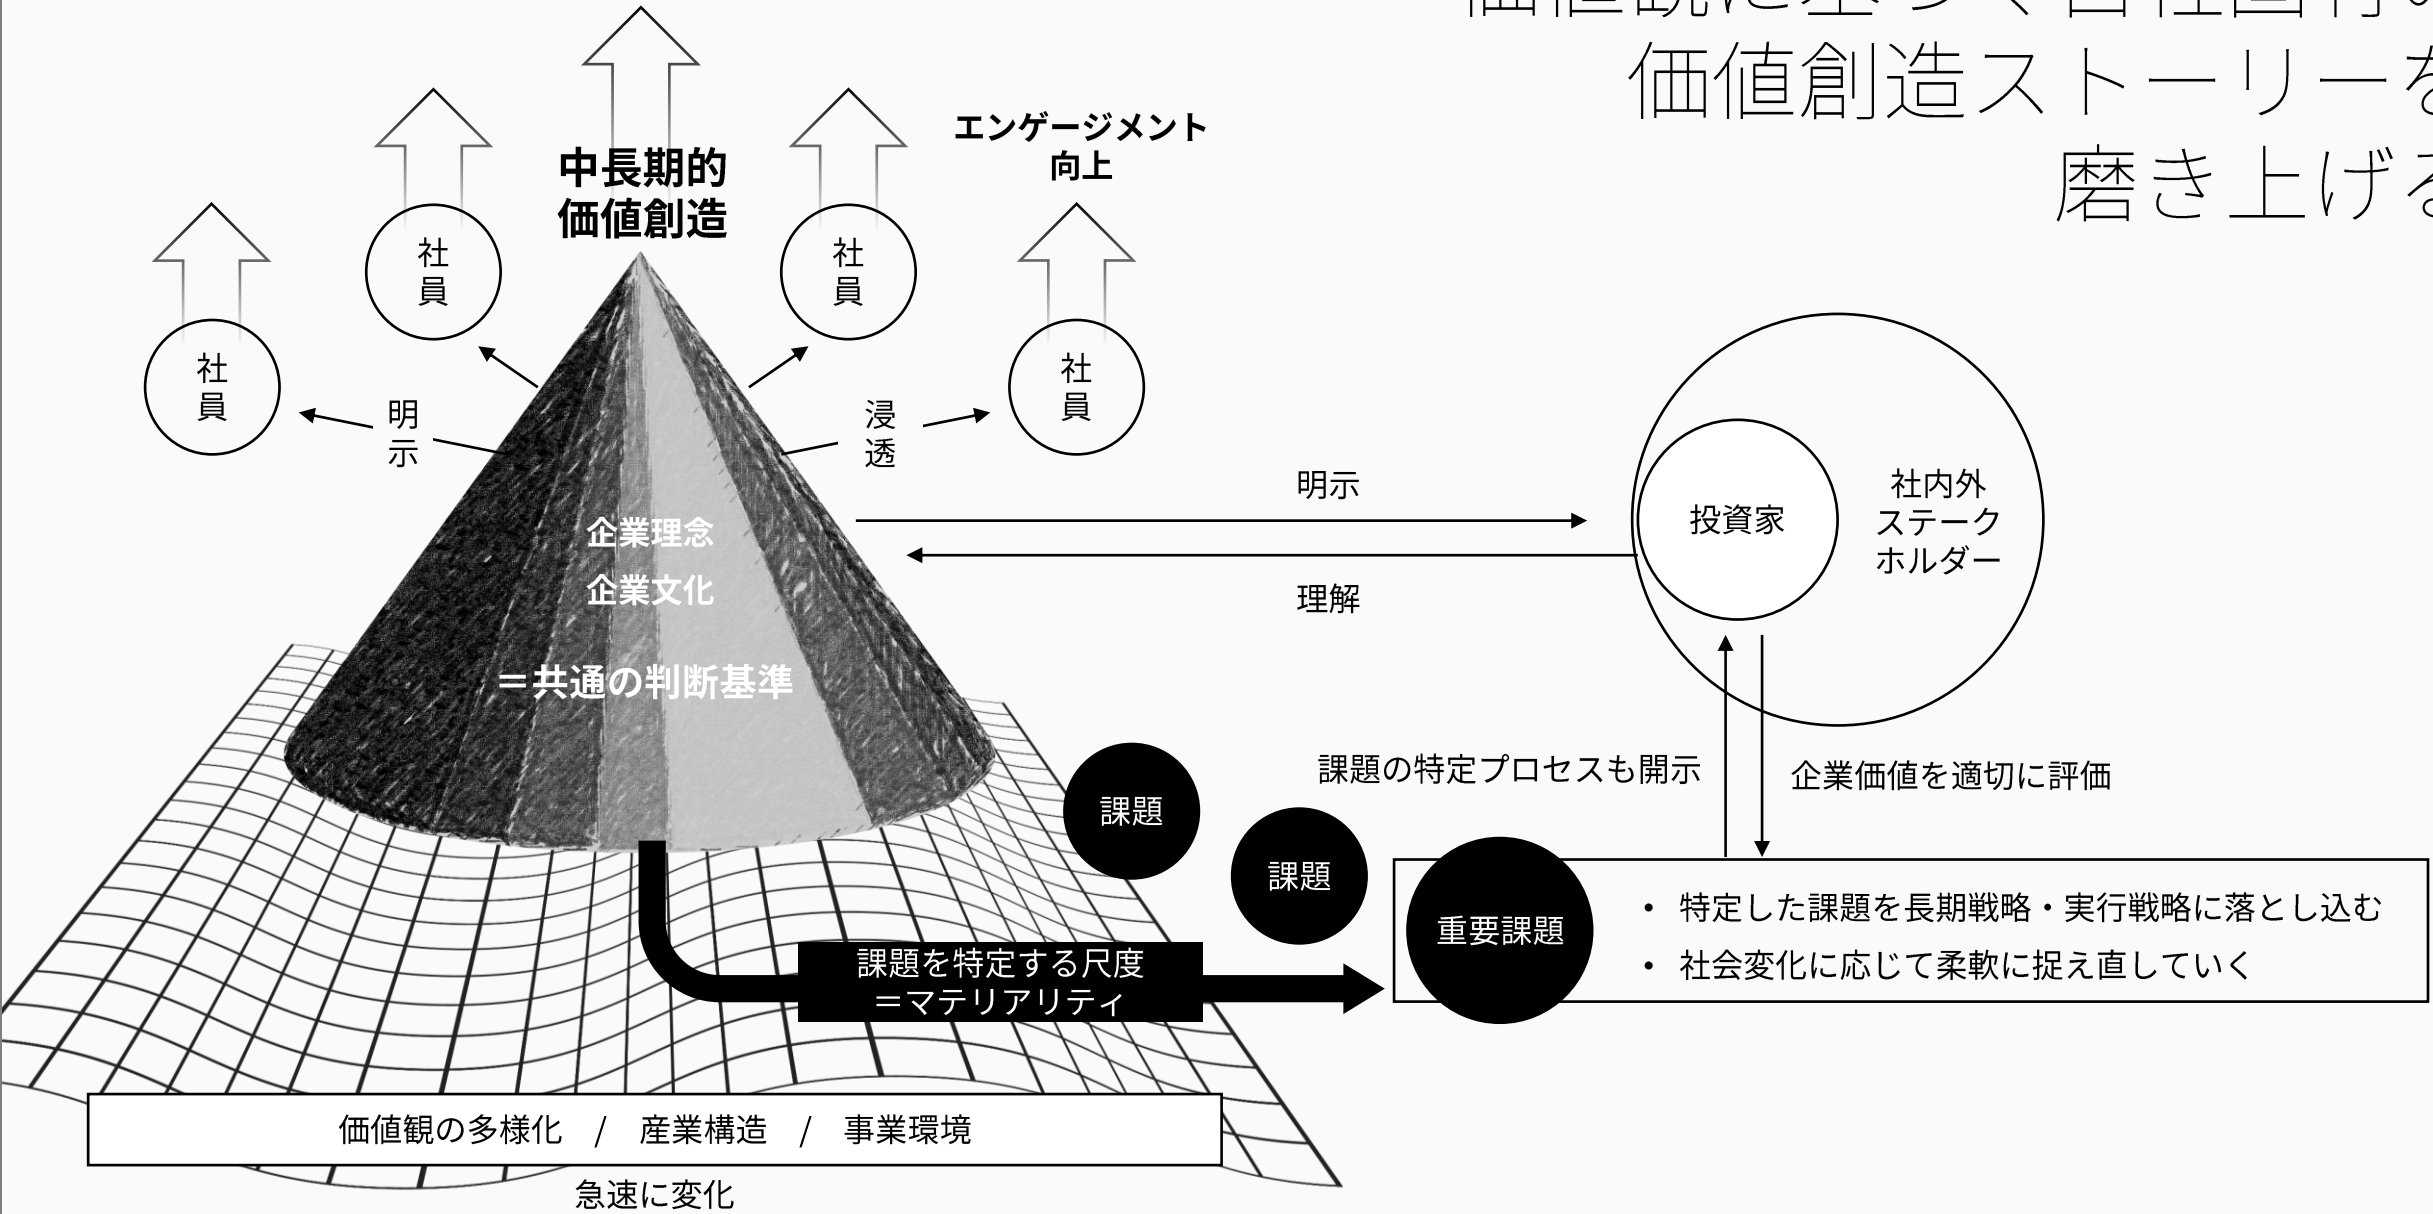 価値創造ストーリーを
磨き上げる
エンゲージメント
向上
中長期的
価値創造
社員
社員
社員
社員
明示
浸透
企業理念
企業文化
＝共通の判断基準
明示
理解
投資家
社内外
ステーク
ホルダー
課題の特定プロセスも開示
企業価値を適切に評価
課題
課題
重要課題
• 特定した課題を長期戦略・実行戦略に落とし込む
• 社会変化に応じて柔軟に捉え直していく
課題を特定する尺度
＝マテリアリティ
価値観の多様化 / 産業構造 / 事業環境
急速に変化